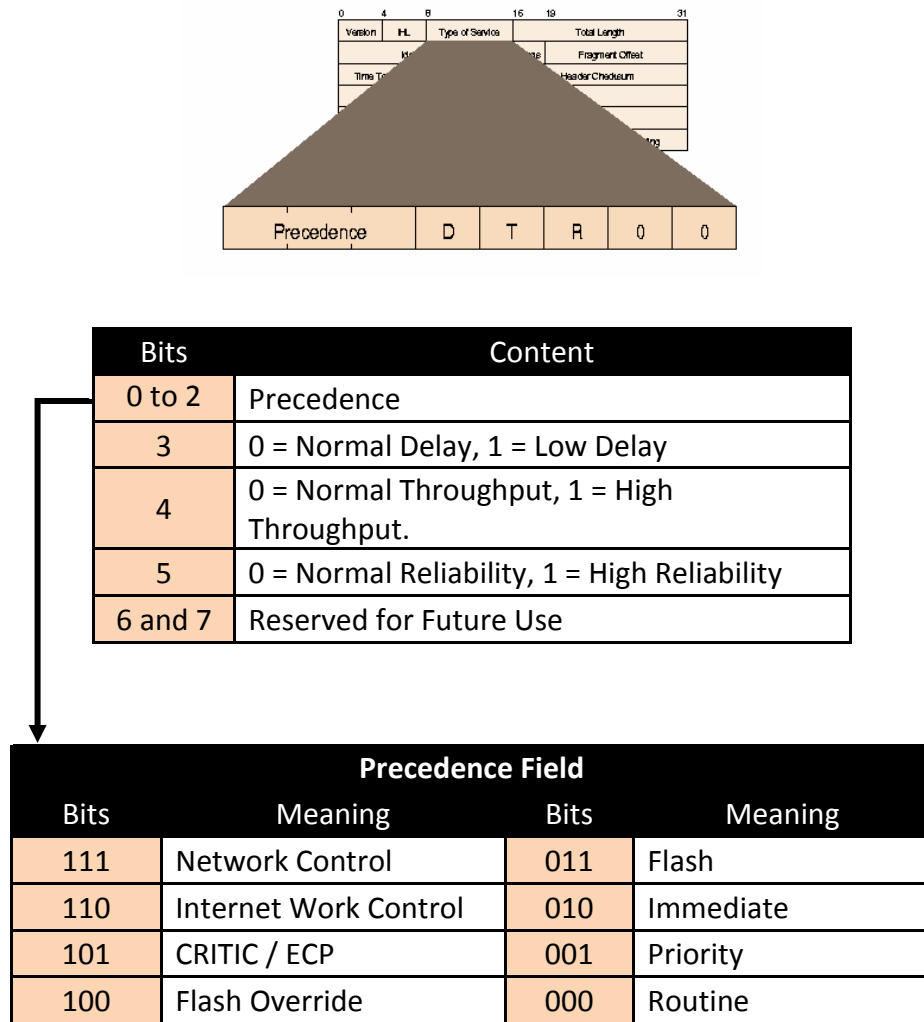 0 4 8 16 19 31
Version IHL Type of Service Total Length
Fragment Offset
Header Checksum
Precedence D T R 0 0
Bits Content
0 to 2 Precedence
3 0 = Normal Delay, 1 = Low Delay
4 0 = Normal Throughput, 1 = High
Throughput.
5 0 = Normal Reliability, 1 = High Reliability
6 and 7 Reserved for Future Use
Precedence Field
Bits Meaning Bits Meaning
111 Network Control 011 Flash
110 Internet Work Control 010 Immediate
101 CRITIC / ECP 001 Priority
100 Flash Override 000 Routine